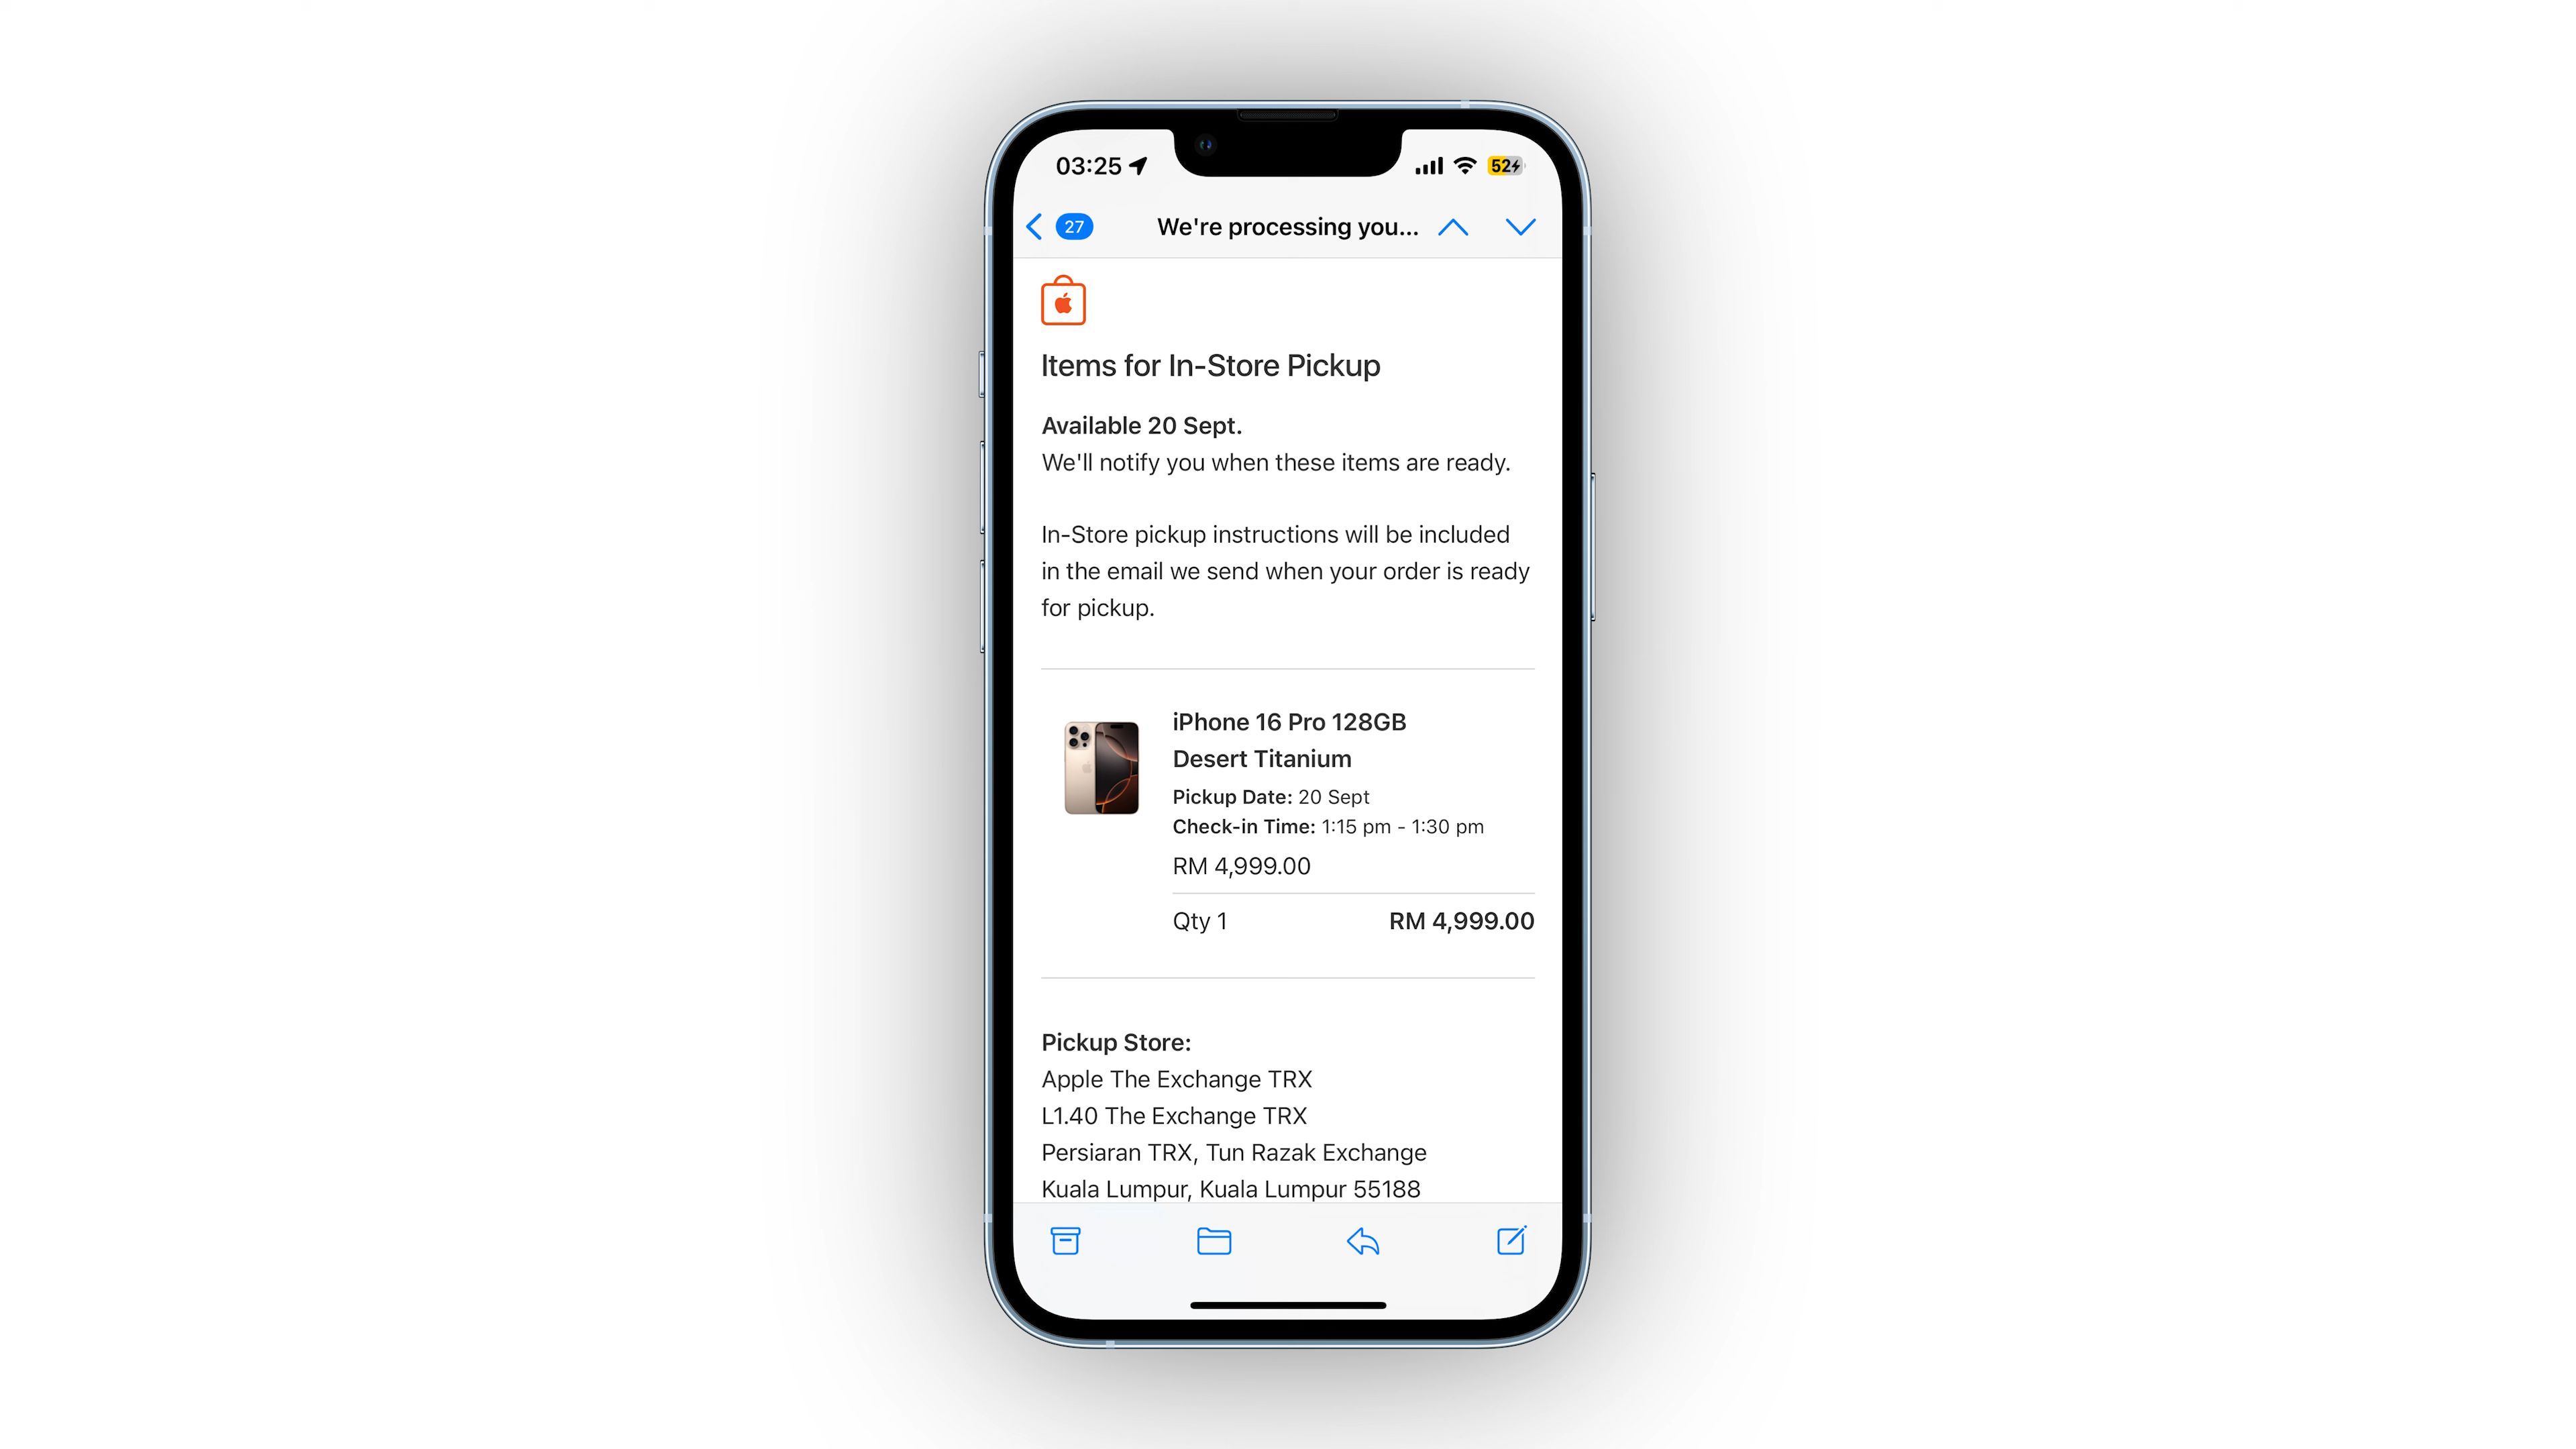 03:25
52
27
We're processing you...
Items for In-Store Pickup
Available 20 Sept.
We'll notify you when these items are ready.
In-Store pickup instructions will be included
in the email we send when your order is ready
for pickup.
iPhone 16 Pro 128GB
Desert Titanium
Pickup Date: 20 Sept
Check-in Time: 1:15 pm - 1:30 pm
RM 4,999.00
Qty 1 RM 4,999.00
Pickup Store:
Apple The Exchange TRX
L1.40 The Exchange TRX
Persiaran TRX, Tun Razak Exchange
Kuala Lumpur, Kuala Lumpur 55188